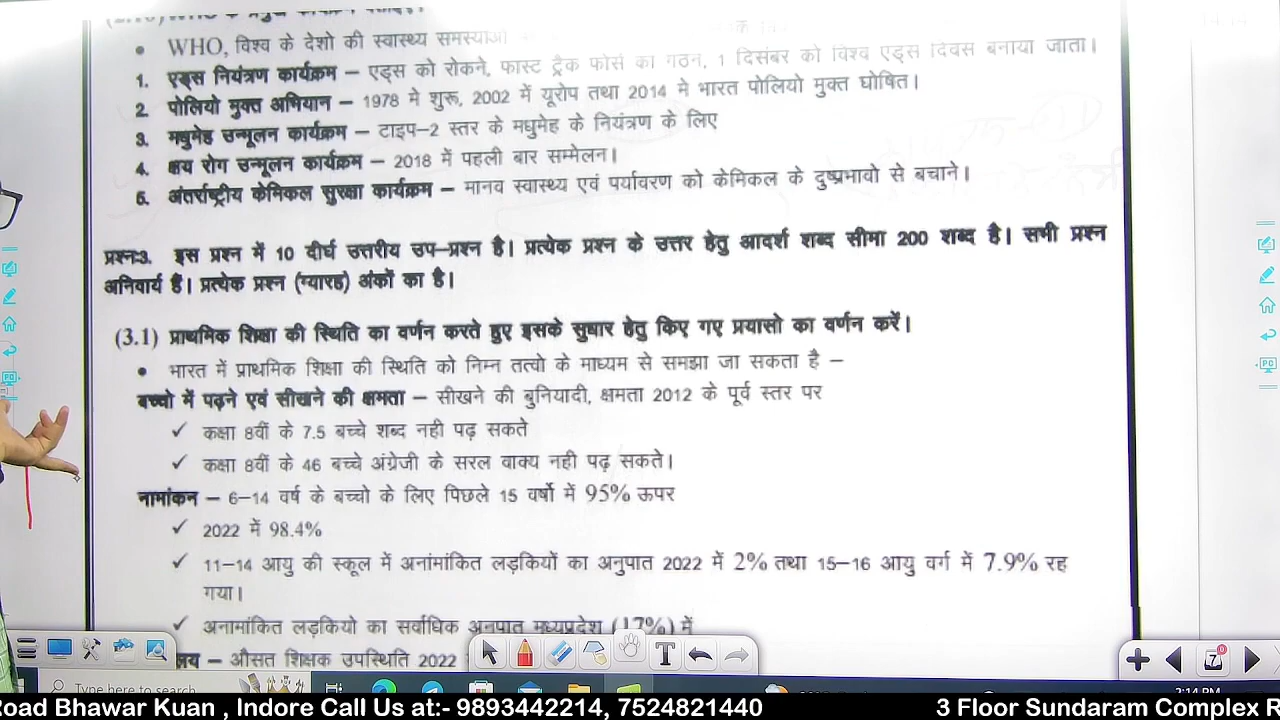 • WHO, विश्व के देशो की स्वास्थ्य समस्याओ
1. एड्स नियंत्रण कार्यक्रम – एड्स को रोकने, फास्ट ट्रैक फोर्स का गठन, 1 दिसंबर को विश्व एड्स दिवस बनाया जाता।
2. पोलियो मुक्त अभियान – 1978 मे शुरू, 2002 में यूरोप तथा 2014 मे भारत पोलियो मुक्त घोषित।
3. मधुमेह उन्मूलन कार्यक्रम – टाइप–2 स्तर के मधुमेह के नियंत्रण के लिए
4. क्षय रोग उन्मूलन कार्यक्रम – 2018 में पहली बार सम्मेलन।
5. अंतर्राष्ट्रीय केमिकल सुरक्षा कार्यक्रम – मानव स्वास्थ्य एवं पर्यावरण को केमिकल के दुष्प्रभावो से बचाने।
प्रश्न:3. इस प्रश्न में 10 दीर्घ उत्तरीय उप–प्रश्न है। प्रत्येक प्रश्न के उत्तर हेतु आदर्श शब्द सीमा 200 शब्द है। सभी प्रश्न
अनिवार्य हैं। प्रत्येक प्रश्न (ग्यारह) अंकों का है।
(3.1) प्राथमिक शिक्षा की स्थिति का वर्णन करते हुए इसके सुधार हेतु किए गए प्रयासो का वर्णन करें।
• भारत में प्राथमिक शिक्षा की स्थिति को निम्न तत्वो के माध्यम से समझा जा सकता है –
बच्चो में पढ़ने एवं सीखने की क्षमता – सीखने की बुनियादी, क्षमता 2012 के पूर्व स्तर पर
✓ कक्षा 8वीं के 7.5 बच्चे शब्द नही पढ़ सकते
✓ कक्षा 8वीं के 46 बच्चे अंग्रेजी के सरल वाक्य नही पढ़ सकते।
नामांकन – 6–14 वर्ष के बच्चो के लिए पिछले 15 वर्षो में 95% ऊपर
✓ 2022 में 98.4%
✓ 11–14 आयु की स्कूल में अनांमांकित लड़कियों का अनुपात 2022 में 2% तथा 15–16 आयु वर्ग में 7.9% रह
गया।
✓ अनामांकित लड़कियो का सर्वाधिक अनुपात मध्यप्रदेश (17%) में
– औसत शिक्षक उपस्थिति 2022
Type here to search
2:14 PM
Road Bhawar Kuan , Indore Call Us at:- 9893442214, 7524821440 3 Floor Sundaram Complex R